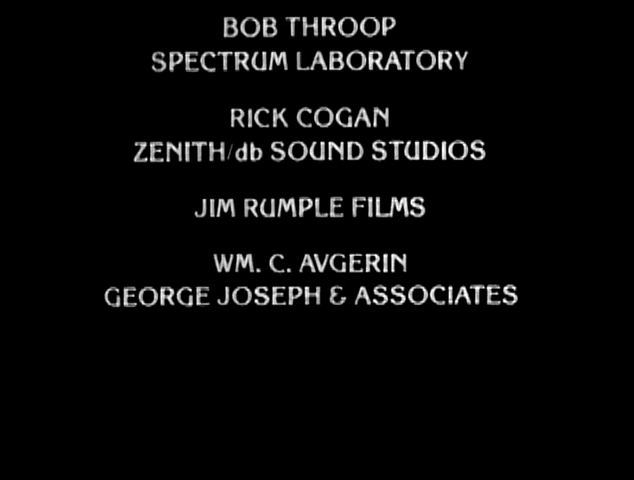 BOB THROOP
SPECTRUM LABORATORY
RICK COGAN
ZENITH/db SOUND STUDIOS
JIM RUMPLE FILMS
WM. C. AVGERIN
GEORGE JOSEPH & ASSOCIATES